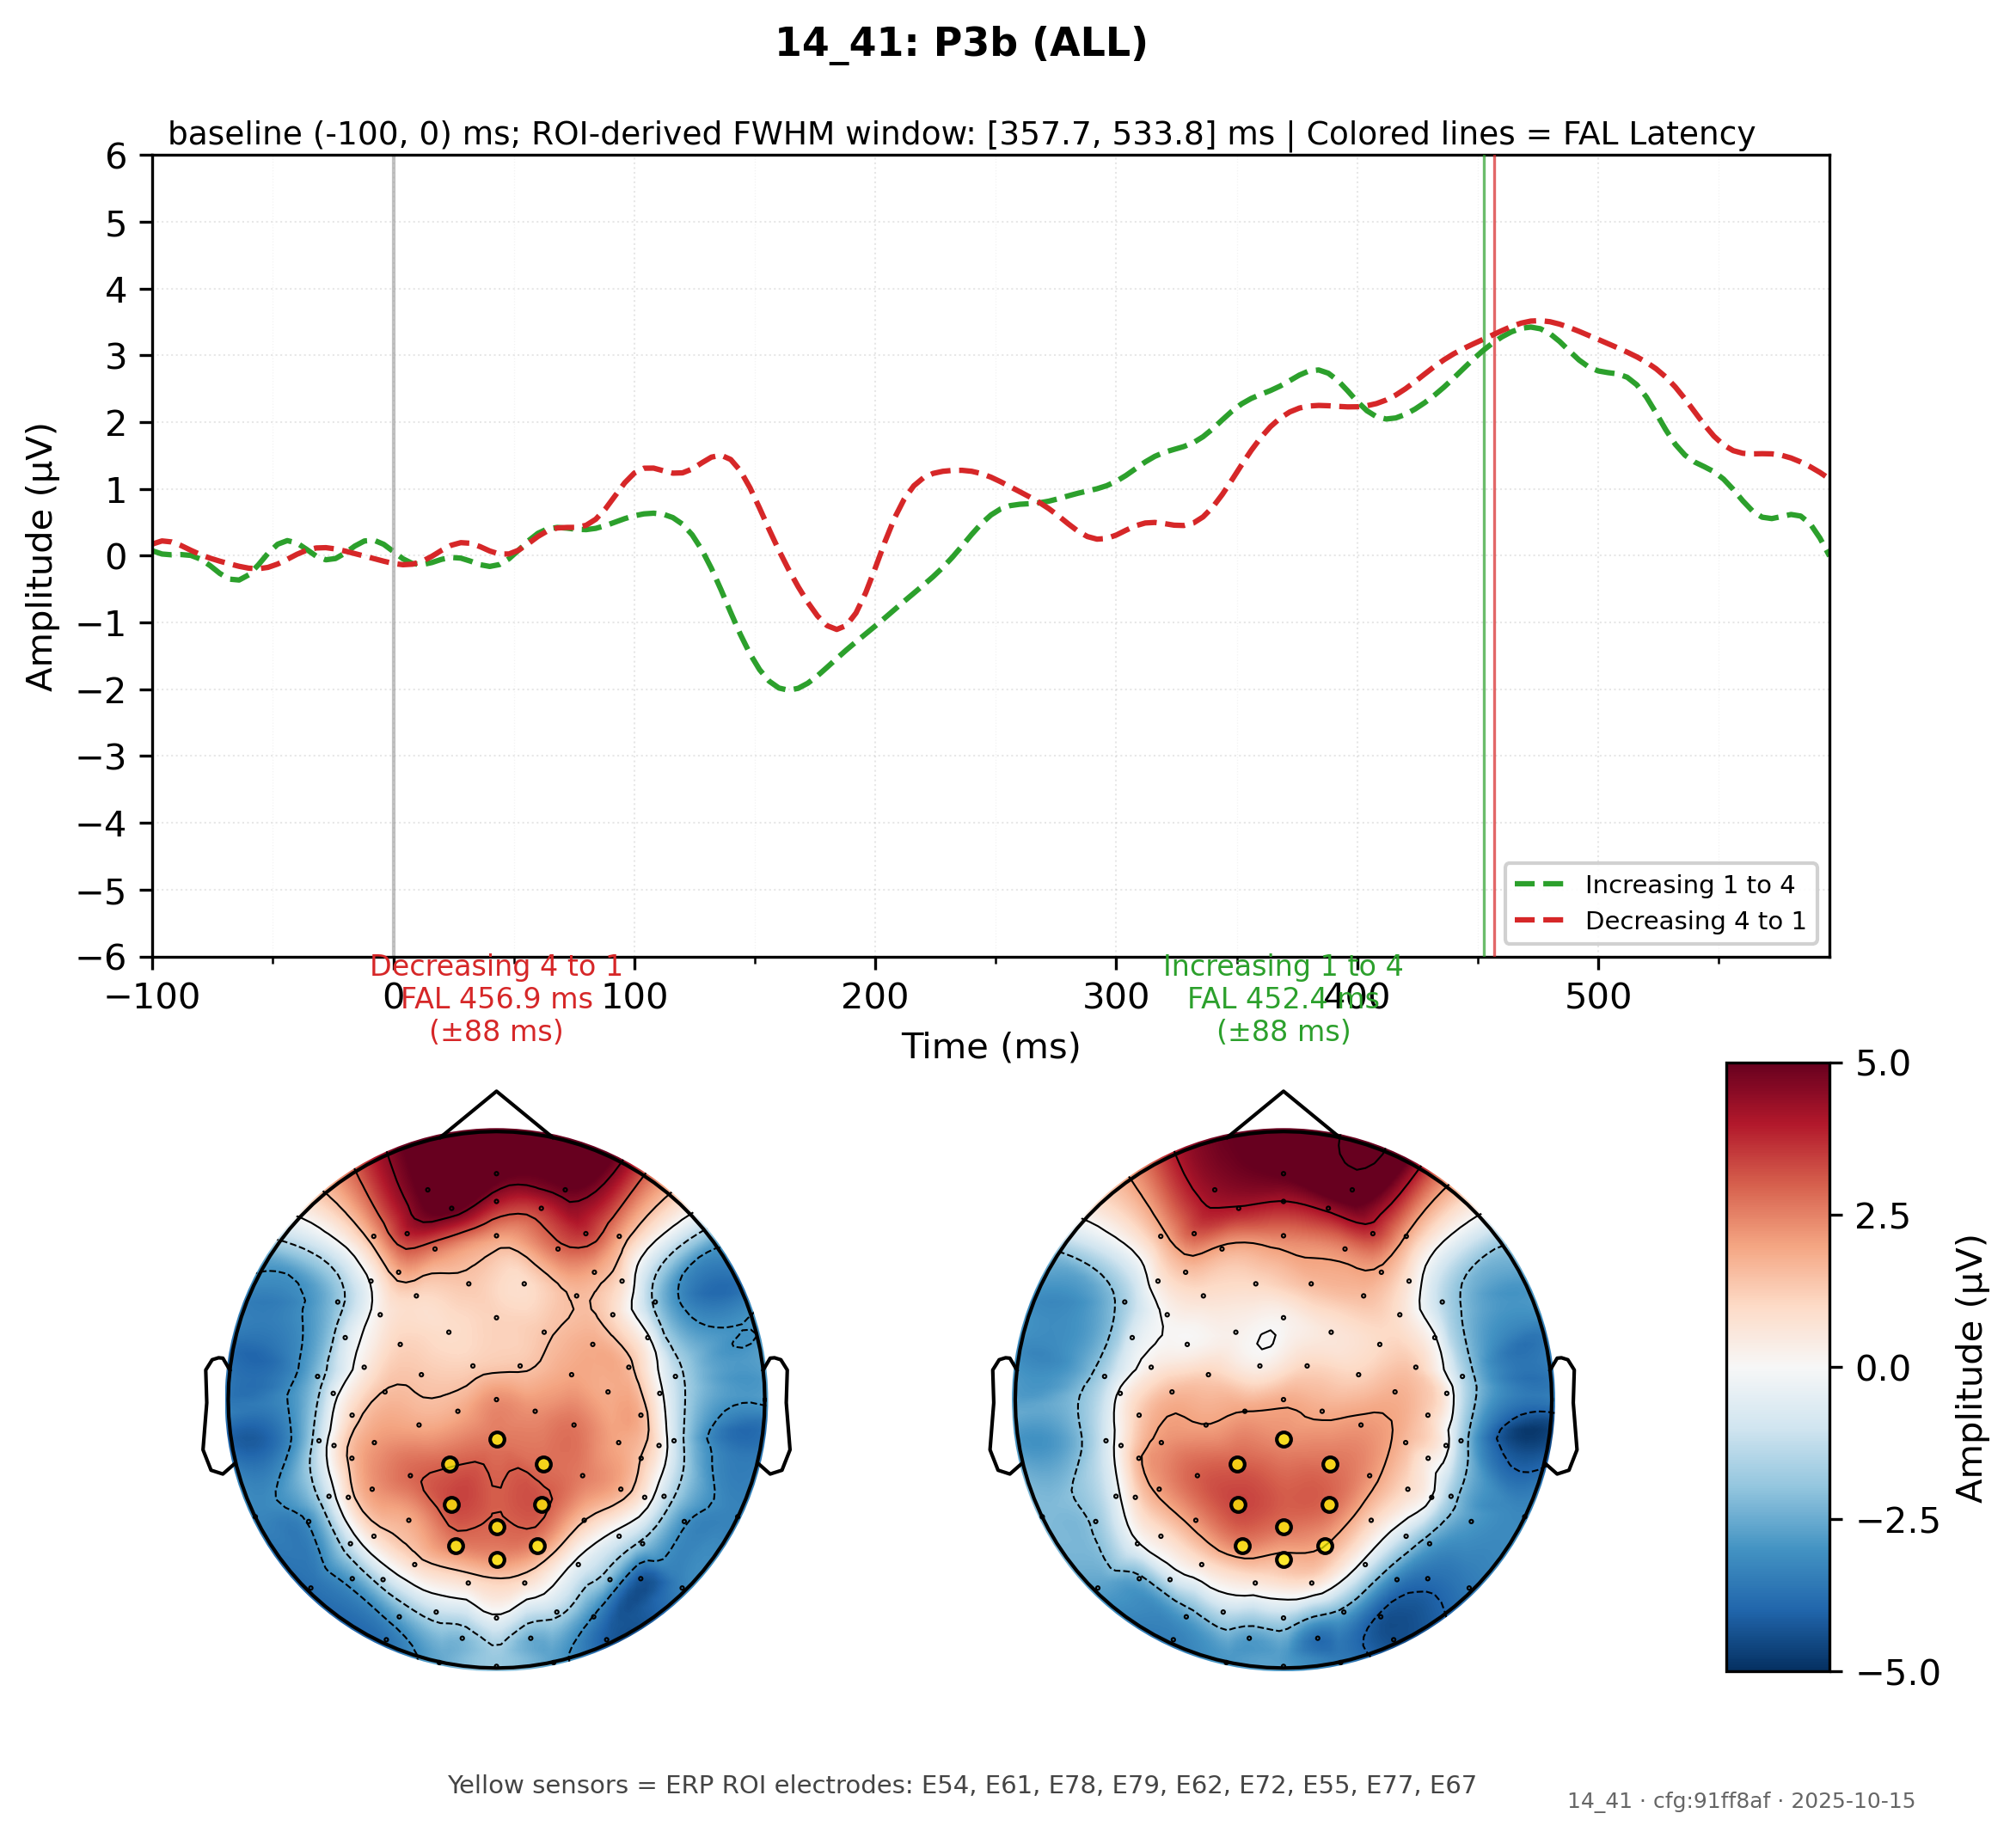 14_41: P3b (ALL)
baseline (-100, 0) ms; ROI-derived FWHM window: [357.7, 533.8] ms | Colored lines = FAL Latency
6
5
4
3
2
1
0
−1
−2
−3
−4
−5
−6
Amplitude (µV)
Increasing 1 to 4
Decreasing 4 to 1
−100
0
100
200
300
400
500
Time (ms)
Decreasing 4 to 1
FAL 456.9 ms
(±88 ms)
Increasing 1 to 4
FAL 452.4 ms
(±88 ms)
5.0
2.5
0.0
−2.5
−5.0
Amplitude (µV)
Yellow sensors = ERP ROI electrodes: E54, E61, E78, E79, E62, E72, E55, E77, E67
14_41 · cfg:91ff8af · 2025-10-15